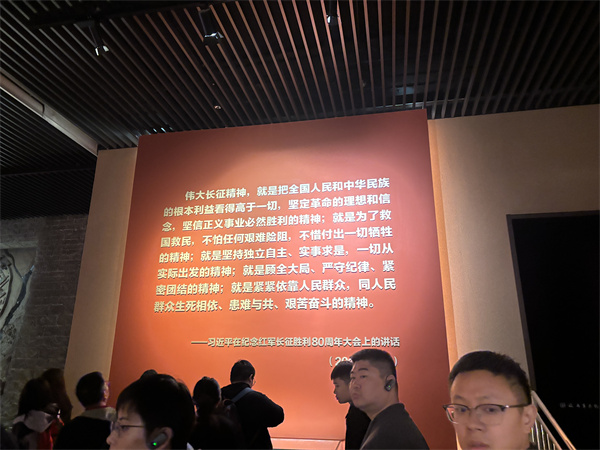 伟大长征精神，就是把全国人民和中华民族
的根本利益看得高于一切，坚定革命的理想和信
念，坚信正义事业必然胜利的精神；就是为了救
国救民，不怕任何艰难险阻，不惜付出一切牺牲
的精神；就是坚持独立自主、实事求是，一切从
实际出发的精神；就是顾全大局、严守纪律、紧
密团结的精神；就是紧紧依靠人民群众，同人民
群众生死相依、患难与共、艰苦奋斗的精神。
——习近平在纪念红军长征胜利80周年大会上的讲话